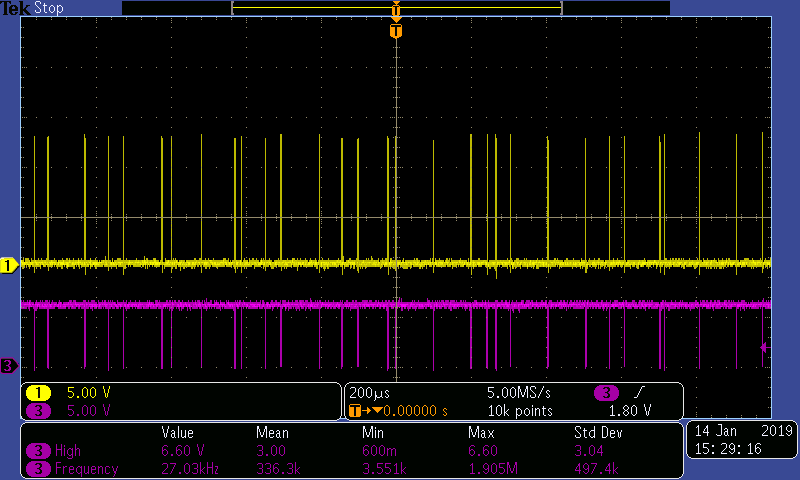 Tek Stop
T
T
1
3
1 5.00 V
3 5.00 V
200µs 5.00MS/s 3
T→▼0.00000 s 10k points 1.80 V
Value Mean Min Max Std Dev
3 High 6.60 V 3.00 600m 6.60 3.04
3 Frequency 27.03kHz 336.3k 3.551k 1.905M 497.4k
14 Jan 2019
15:29:16